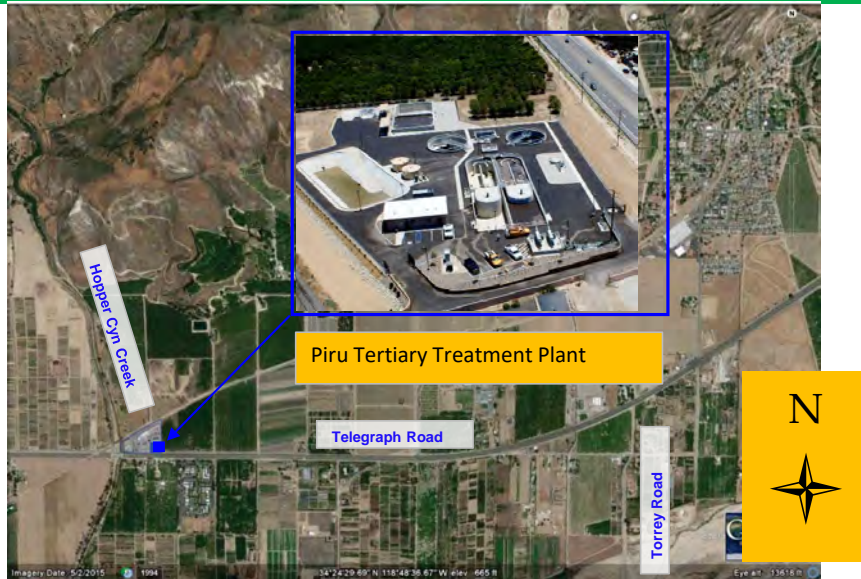 N
Hopper Cyn Creek
Piru Tertiary Treatment Plant
Telegraph Road
N
Torrey Road
Imagery Date: 5/2/2015
1994
34°24'29.69" N 118°48'36.67" W elev 665 ft
Eye alt 13616 ft